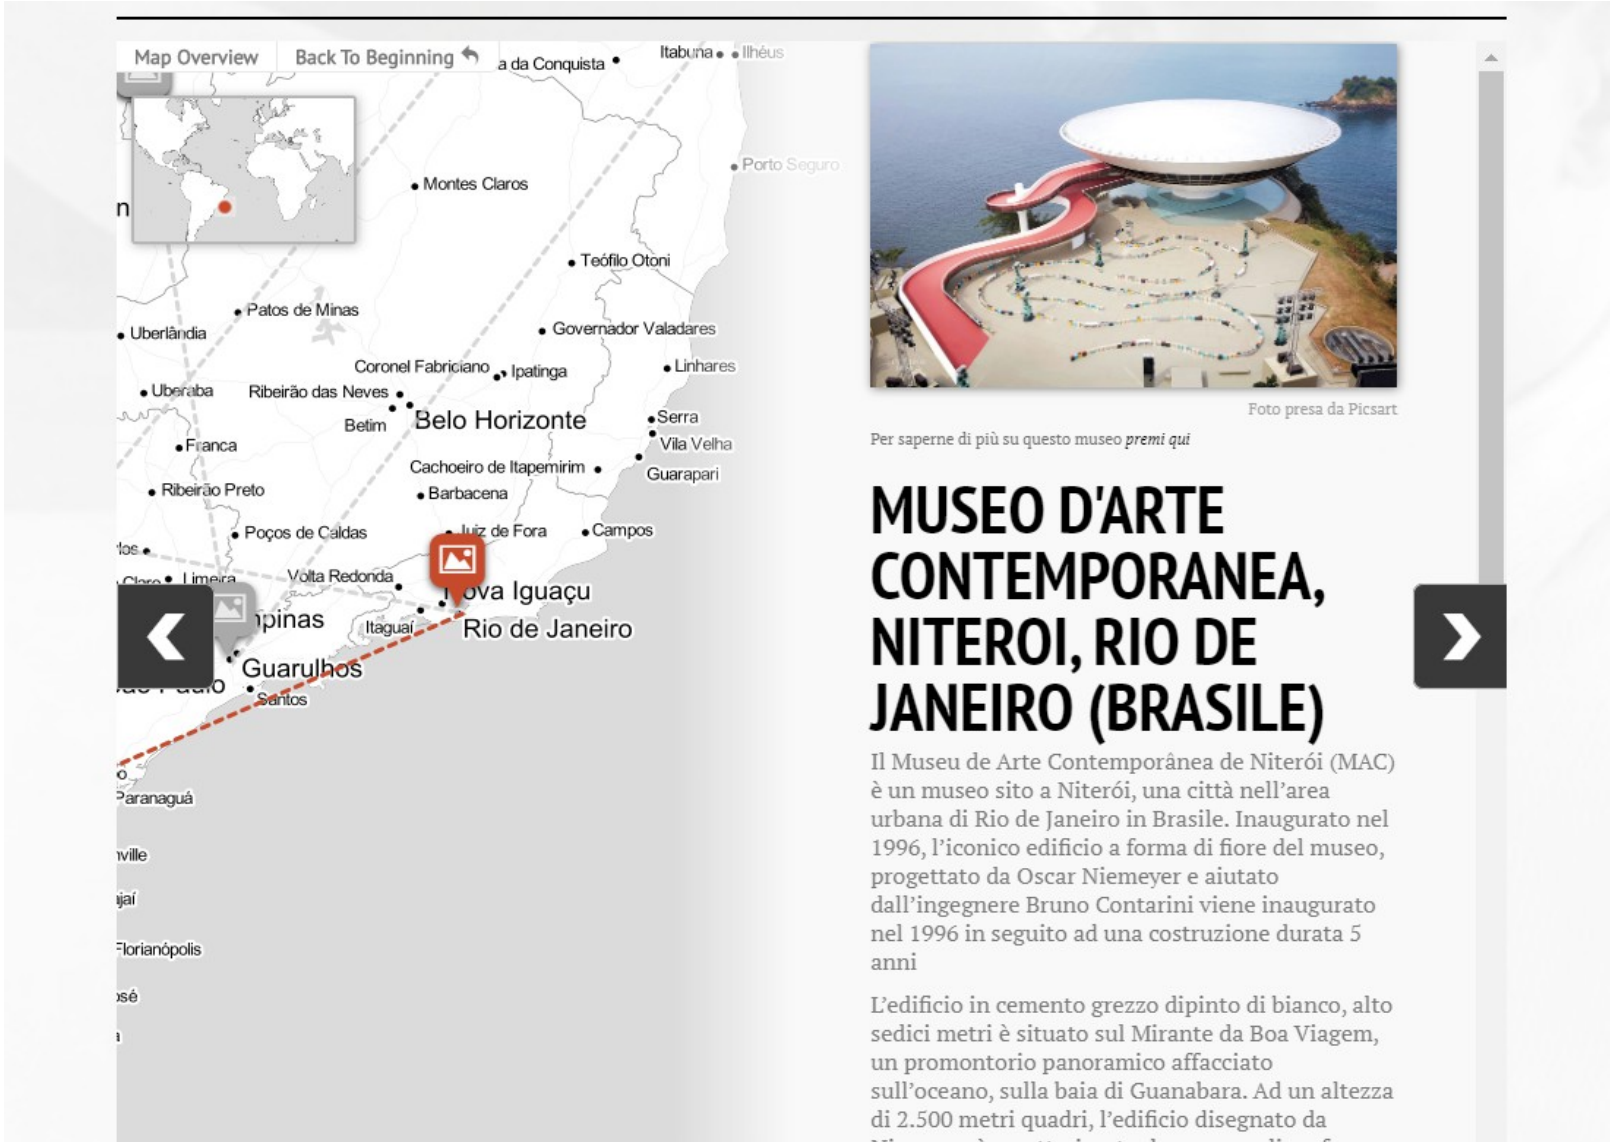 Map Overview
Back To Beginning
a da Conquista
Itabuna
Ilhéus
Porto Seguro
Montes Claros
Teófilo Otoni
Patos de Minas
Uberlândia
Governador Valadares
Coronel Fabriciano
Ipatinga
Linhares
Uberaba
Ribeirão das Neves
Betim
Belo Horizonte
Serra
Vila Velha
Franca
Cachoeiro de Itapemirim
Guarapari
Ribeirão Preto
Barbacena
Poços de Caldas
Juiz de Fora
Campos
los
Claro
Limeira
Volta Redonda
ova Iguaçu
mpinas
Itaguaí
Rio de Janeiro
Guarulhos
Santos
Paranaguá
nville
ajaí
Florianópolis
osé
Foto presa da Picsart
Per saperne di più su questo museo premi qui
MUSEO D'ARTE
CONTEMPORANEA,
NITEROI, RIO DE
JANEIRO (BRASILE)
Il Museu de Arte Contemporânea de Niterói (MAC)
è un museo sito a Niterói, una città nell’area
urbana di Rio de Janeiro in Brasile. Inaugurato nel
1996, l’iconico edificio a forma di fiore del museo,
progettato da Oscar Niemeyer e aiutato
dall’ingegnere Bruno Contarini viene inaugurato
nel 1996 in seguito ad una costruzione durata 5
anni
L’edificio in cemento grezzo dipinto di bianco, alto
sedici metri è situato sul Mirante da Boa Viagem,
un promontorio panoramico affacciato
sull’oceano, sulla baia di Guanabara. Ad un altezza
di 2.500 metri quadri, l’edificio disegnato da